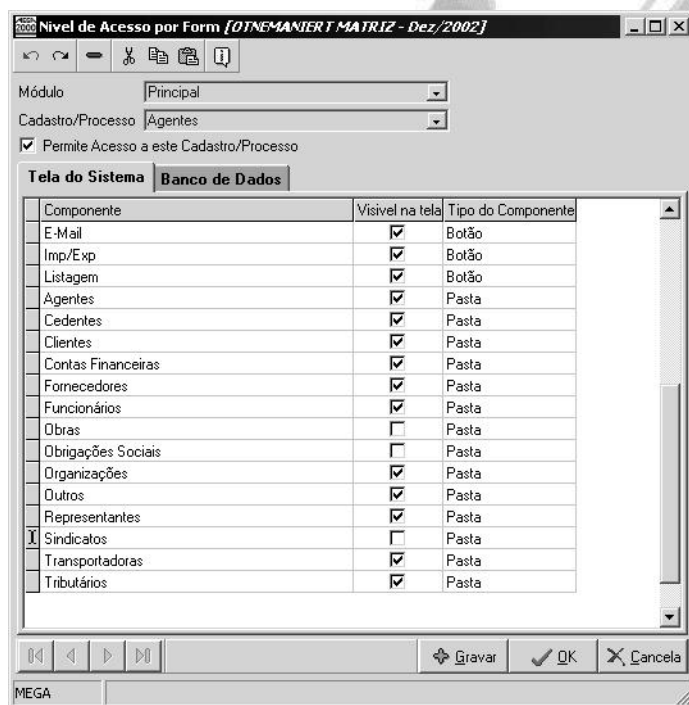 Nivel de Acesso por Form [OTNEMANIERT MATRIZ - Dez/2002]
Módulo Principal
Cadastro/Processo Agentes
Permite Acesso a este Cadastro/Processo
Tela do Sistema Banco de Dados
Componente Visivel na tela Tipo do Componente
E-Mail Botão
Imp/Exp Botão
Listagem Botão
Agentes Pasta
Cedentes Pasta
Clientes Pasta
Contas Financeiras Pasta
Fornecedores Pasta
Funcionários Pasta
Obras Pasta
Obrigações Sociais Pasta
Organizações Pasta
Outros Pasta
Representantes Pasta
Sindicatos Pasta
Transportadoras Pasta
Tributários Pasta
Gravar OK Cancela
MEGA